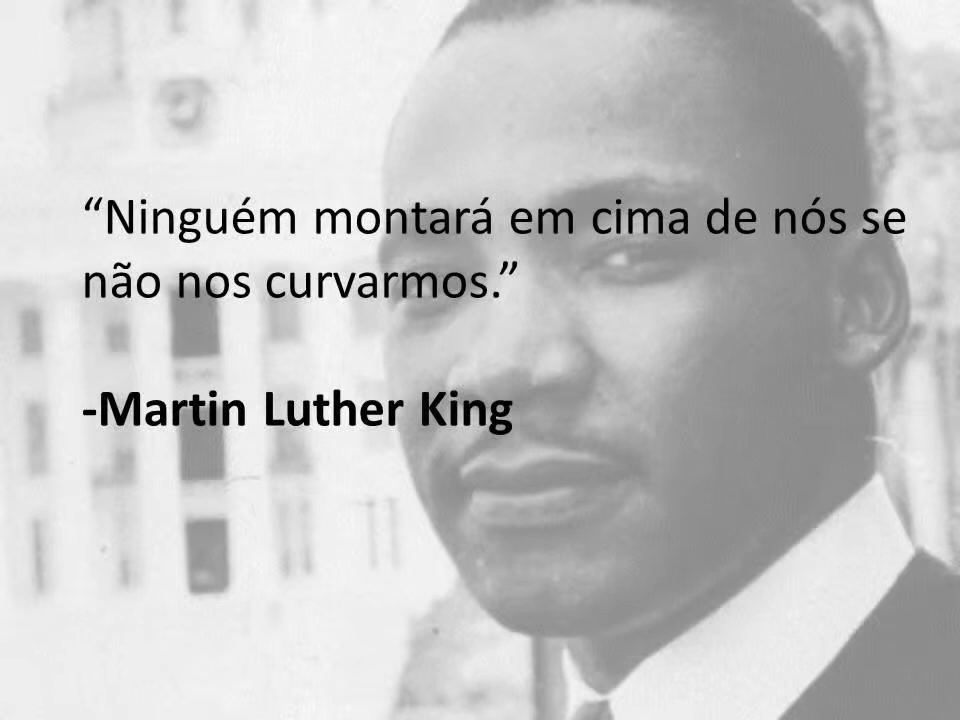 “Ninguém montará em cima de nós se
não nos curvarmos.”
-Martin Luther King